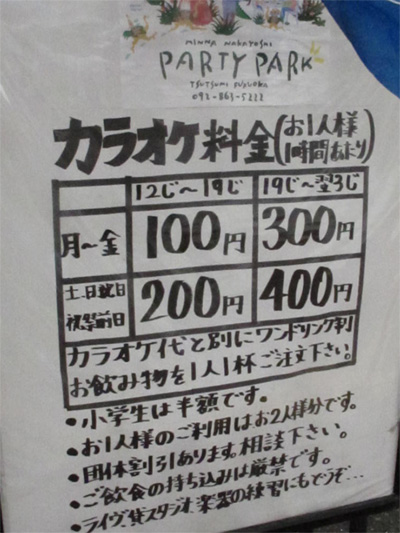 MINNA NAKAYOSHI
PARTY PARK
TSUTSUMI FUKUOKA
092-863-5222
カラオケ料金(お1人様1時間あたり)
12じ〜19じ 19じ〜翌3じ
月〜金 100円 300円
土.日祝日祝祭前日 200円 400円
カラオケ代と別にワンドリンク制
お飲み物を1人1杯ご注文下さい。
・小学生は半額です。
・お1人様のご利用はお2人様分です。
・団体割引あります。相談下さい。
・ご飲食の持ち込みは厳禁です。
・ライヴ、貸スタジオ、楽器の練習にもどうぞ…